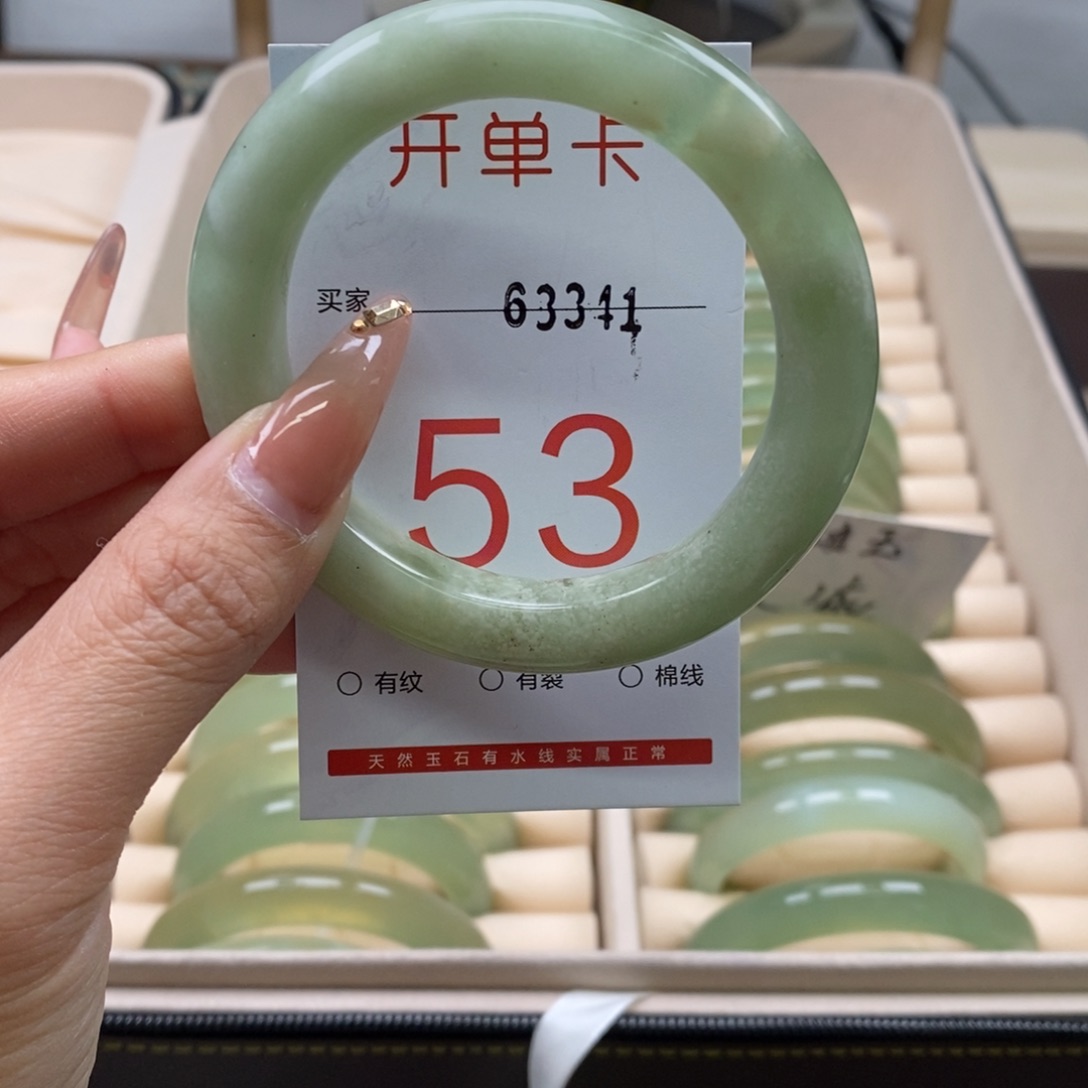 开单卡
买家 63341
53
有纹 有裂 棉线
天然玉石有水线实属正常